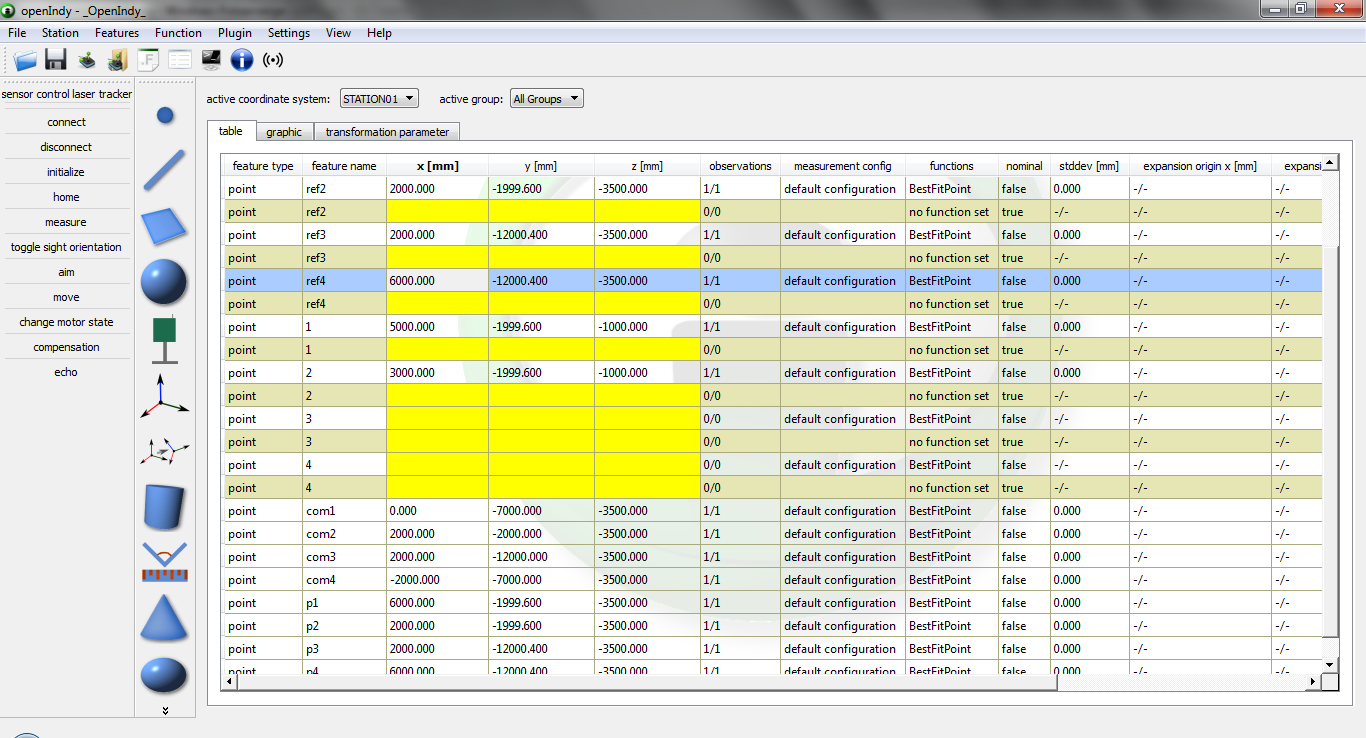 openIndy - _OpenIndy_
File Station Features Function Plugin Settings View Help
sensor control laser tracker
connect
disconnect
initialize
home
measure
toggle sight orientation
aim
move
change motor state
compensation
echo
active coordinate system: STATION01 active group: All Groups
table graphic transformation parameter
feature type feature name x [mm] y [mm] z [mm] observations measurement config functions nominal stddev [mm] expansion origin x [mm] expansi
point ref2 2000.000 -1999.600 -3500.000 1/1 default configuration BestFitPoint false 0.000 -/- -/-
point ref2 0/0 no function set true -/- -/- -/-
point ref3 2000.000 -12000.400 -3500.000 1/1 default configuration BestFitPoint false 0.000 -/- -/-
point ref3 0/0 no function set true -/- -/- -/-
point ref4 6000.000 -12000.400 -3500.000 1/1 default configuration BestFitPoint false 0.000 -/- -/-
point ref4 0/0 no function set true -/- -/- -/-
point 1 5000.000 -1999.600 -1000.000 1/1 default configuration BestFitPoint false 0.000 -/- -/-
point 1 0/0 no function set true -/- -/- -/-
point 2 3000.000 -1999.600 -1000.000 1/1 default configuration BestFitPoint false 0.000 -/- -/-
point 2 0/0 no function set true -/- -/- -/-
point 3 0/0 default configuration BestFitPoint false -/- -/- -/-
point 3 0/0 no function set true -/- -/- -/-
point 4 0/0 default configuration BestFitPoint false -/- -/- -/-
point 4 0/0 no function set true -/- -/- -/-
point com1 0.000 -7000.000 -3500.000 1/1 default configuration BestFitPoint false 0.000 -/- -/-
point com2 2000.000 -2000.000 -3500.000 1/1 default configuration BestFitPoint false 0.000 -/- -/-
point com3 2000.000 -12000.000 -3500.000 1/1 default configuration BestFitPoint false 0.000 -/- -/-
point com4 -2000.000 -7000.000 -3500.000 1/1 default configuration BestFitPoint false 0.000 -/- -/-
point p1 6000.000 -1999.600 -3500.000 1/1 default configuration BestFitPoint false 0.000 -/- -/-
point p2 2000.000 -1999.600 -3500.000 1/1 default configuration BestFitPoint false 0.000 -/- -/-
point p3 2000.000 -12000.400 -3500.000 1/1 default configuration BestFitPoint false 0.000 -/- -/-
point p4 6000.000 -12000.400 -3500.000 1/1 default configuration BestFitPoint false 0.000 -/- -/-